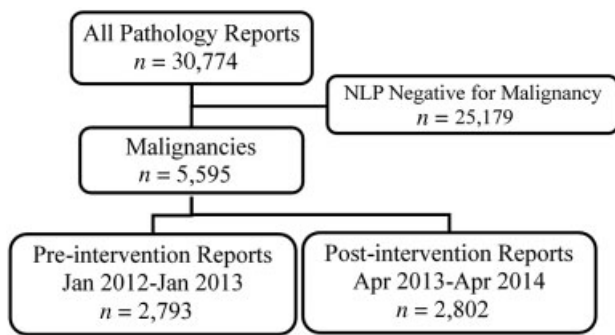 All Pathology Reports
n = 30,774
NLP Negative for Malignancy
n = 25,179
Malignancies
n = 5,595
Pre-intervention Reports
Jan 2012-Jan 2013
n = 2,793
Post-intervention Reports
Apr 2013-Apr 2014
n = 2,802